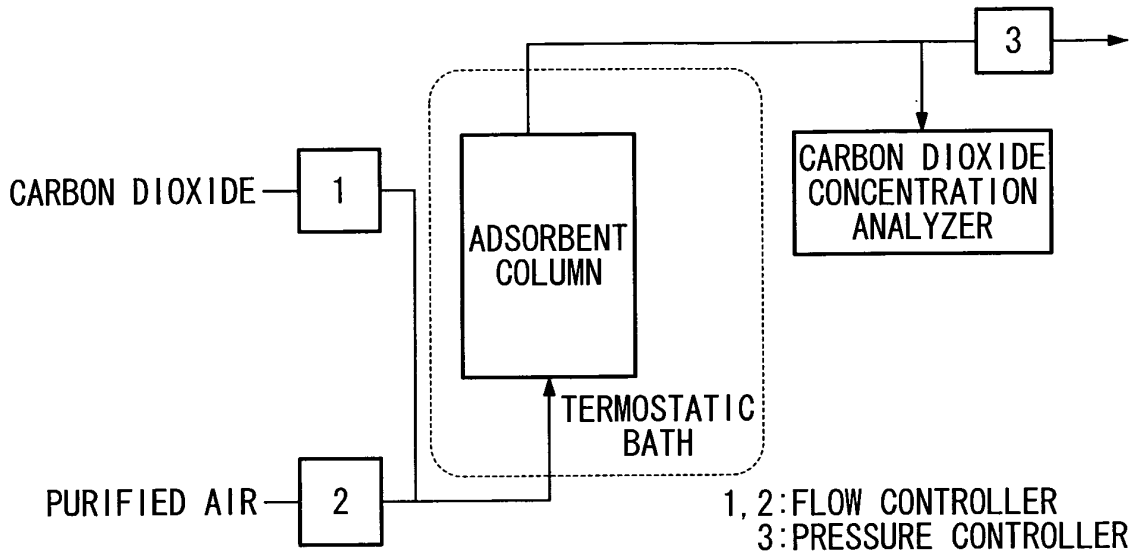 3
CARBON DIOXIDE
CONCENTRATION
ANALYZER
CARBON DIOXIDE
1
ADSORBENT
COLUMN
TERMOSTATIC
BATH
PURIFIED AIR
2
1, 2:FLOW CONTROLLER
3:PRESSURE CONTROLLER